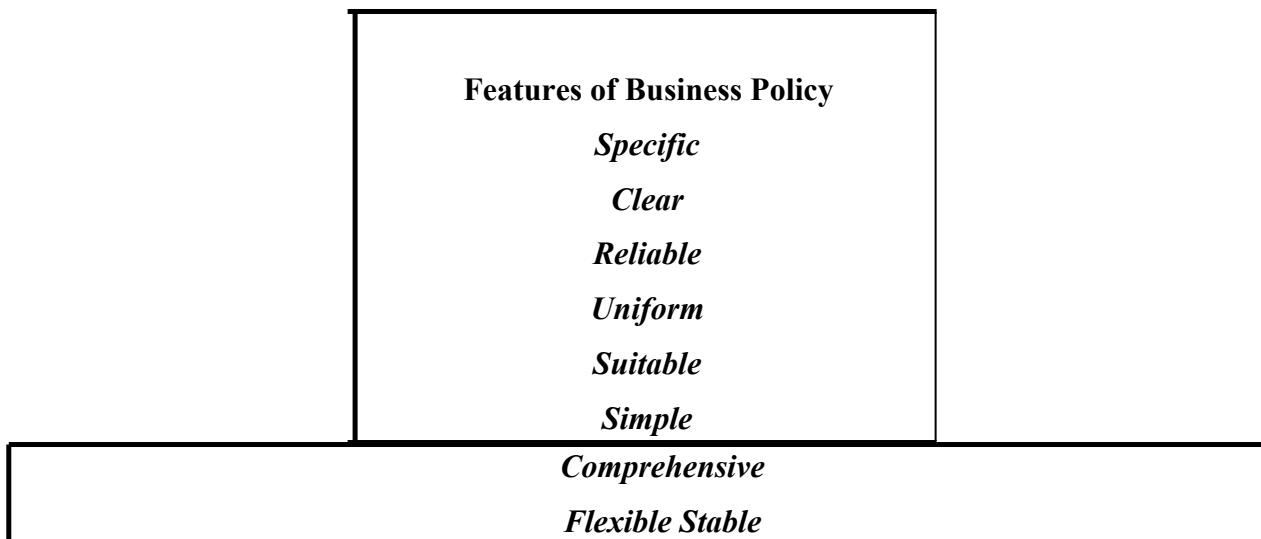 Features of Business Policy
Specific
Clear
Reliable
Uniform
Suitable
Simple
Comprehensive
Flexible Stable